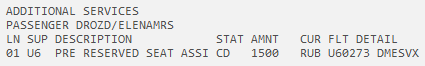 ADDITIONAL SERVICES
PASSENGER DROZD/ELENAMRS
LN SUP DESCRIPTION STAT AMNT CUR FLT DETAIL
01 U6 PRE RESERVED SEAT ASSI CD 1500 RUB U60273 DMESVX